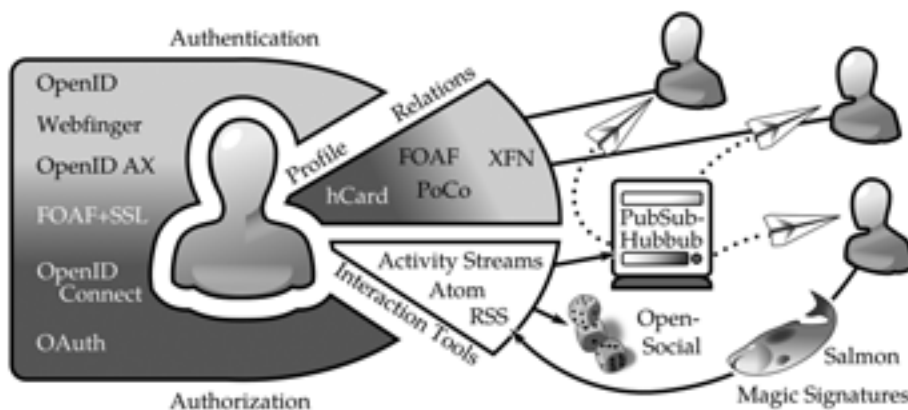 Authentication
OpenID
Webfinger
OpenID AX
FOAF+SSL
OpenID
Connect
OAuth
Authorization
Profile
Relations
hCard
FOAF
PoCo
XFN
Interaction Tools
Activity Streams
Atom
RSS
PubSub-
Hubbub
Open-
Social
Salmon
Magic Signatures